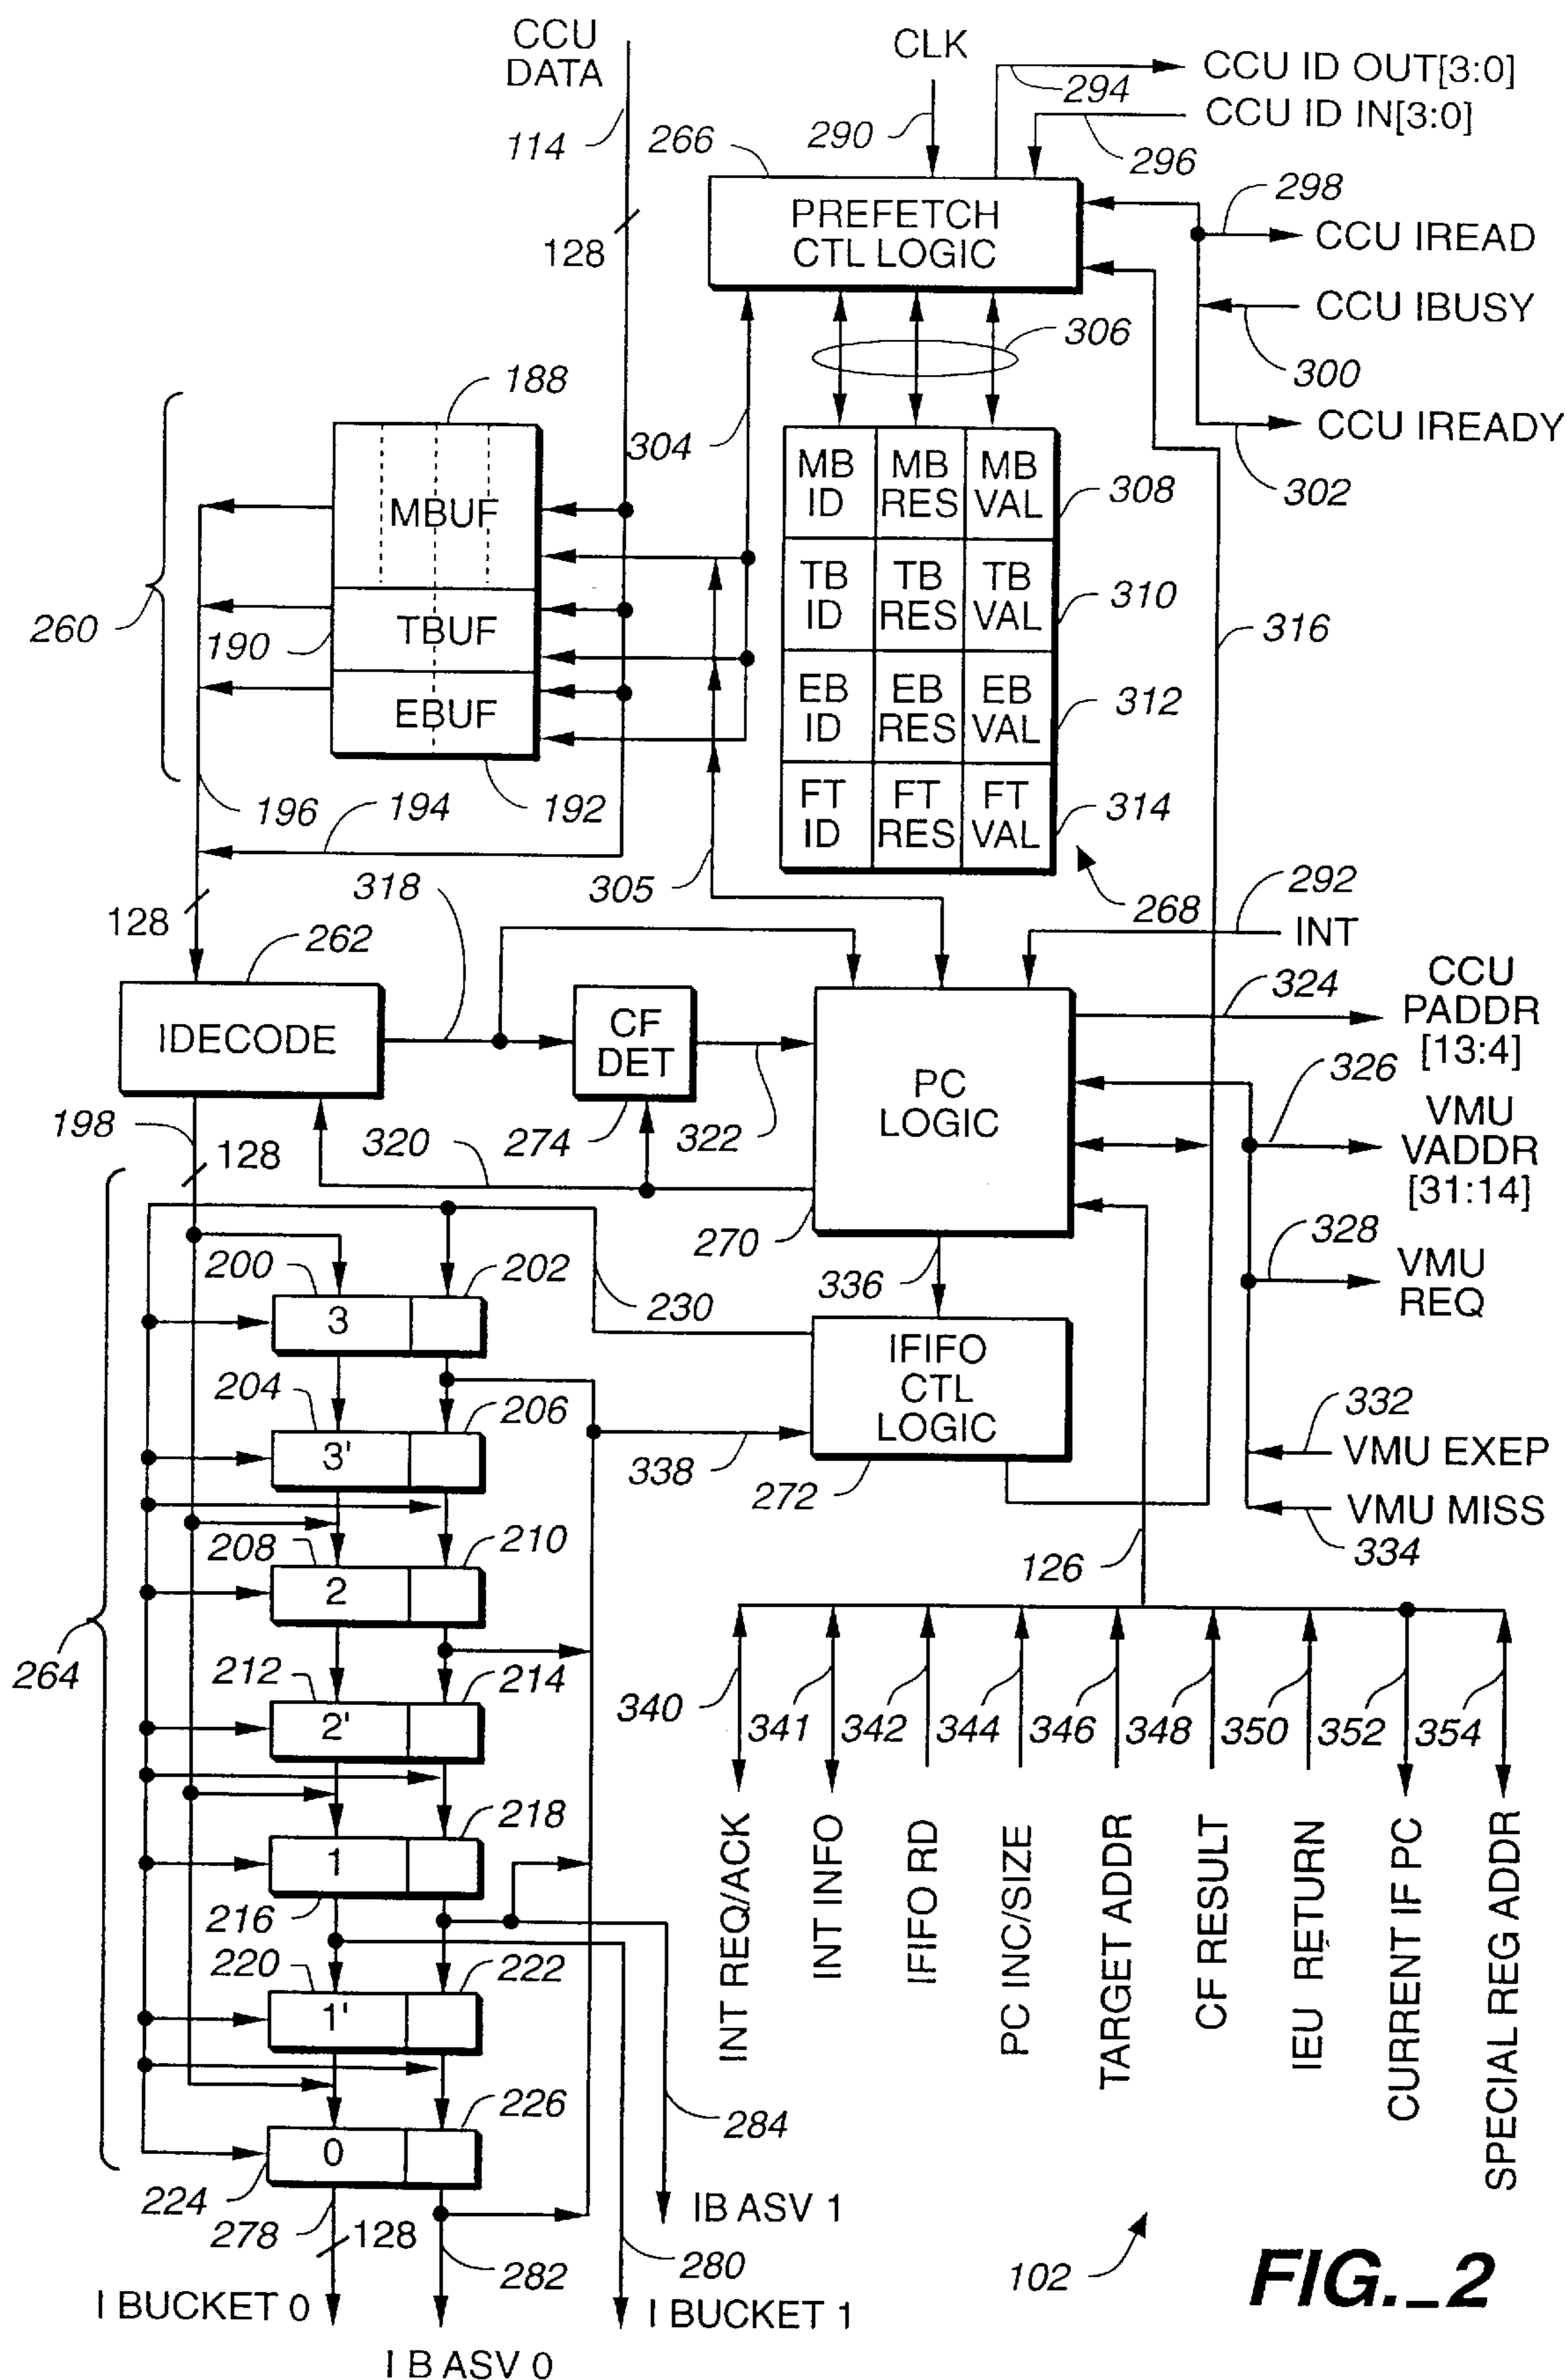 CCU
DATA
CLK
CCU ID OUT[3:0]
294
CCU ID IN[3:0]
114
266
290
296
298
PREFETCH
CTL LOGIC
128
CCU IREAD
CCU IBUSY
306
300
188
304
CCU IREADY
302
MBUF
MB ID
MB RES
MB VAL
308
TB ID
TB RES
TB VAL
310
260
190
TBUF
316
EB ID
EB RES
EB VAL
312
EBUF
196
194
192
FT ID
FT RES
FT VAL
314
318
305
268
292
128
262
INT
IDECODE
CF
DET
324
CCU
PADDR
[13:4]
PC
LOGIC
326
VMU
VADDR
[31:14]
198
128
320
274
322
270
328
200
202
230
336
VMU
REQ
3
IFIFO
CTL
LOGIC
204
206
332
3'
338
272
VMU EXEP
VMU MISS
334
208
210
126
2
264
212
214
340
341
342
344
346
348
350
352
354
2'
218
1
216
INT REQ/ACK
INT INFO
IFIFO RD
PC INC/SIZE
TARGET ADDR
CF RESULT
IEU RETURN
CURRENT IF PC
SPECIAL REG ADDR
220
222
1'
226
284
0
224
278
128
IB ASV 1
282
280
102
FIG._2
I BUCKET 0
I BUCKET 1
I B ASV 0